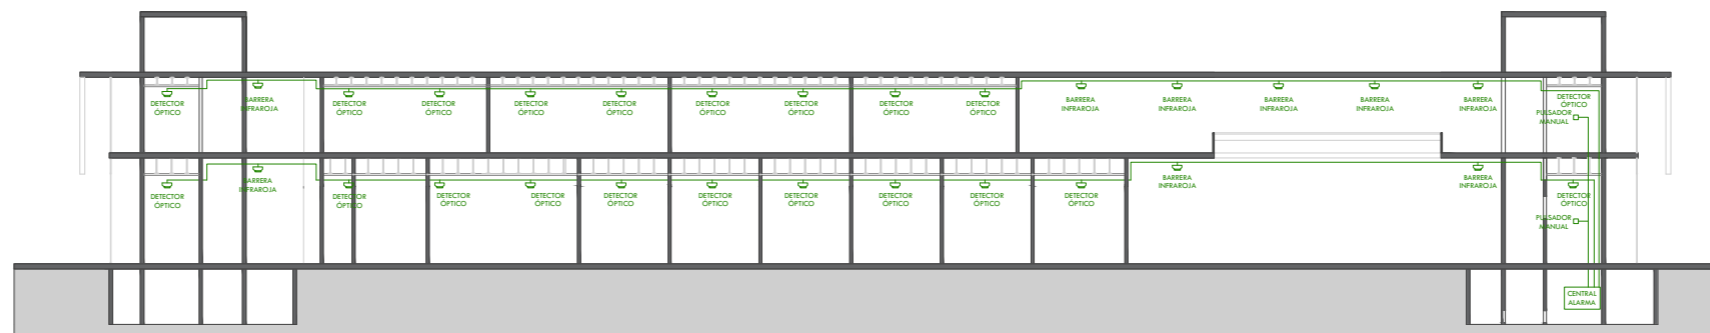 DETECTOR
ÓPTICO
BARRERA
INFRAROJA
DETECTOR
ÓPTICO
DETECTOR
ÓPTICO
DETECTOR
ÓPTICO
DETECTOR
ÓPTICO
DETECTOR
ÓPTICO
DETECTOR
ÓPTICO
DETECTOR
ÓPTICO
DETECTOR
ÓPTICO
BARRERA
INFRAROJA
BARRERA
INFRAROJA
BARRERA
INFRAROJA
BARRERA
INFRAROJA
BARRERA
INFRAROJA
DETECTOR
ÓPTICO
PULSADOR
MANUAL
DETECTOR
ÓPTICO
BARRERA
INFRAROJA
DETECTOR
ÓPTICO
DETECTOR
ÓPTICO
DETECTOR
ÓPTICO
DETECTOR
ÓPTICO
DETECTOR
ÓPTICO
DETECTOR
ÓPTICO
DETECTOR
ÓPTICO
DETECTOR
ÓPTICO
DETECTOR
ÓPTICO
BARRERA
INFRAROJA
BARRERA
INFRAROJA
DETECTOR
ÓPTICO
PULSADOR
MANUAL
CENTRAL
ALARMA